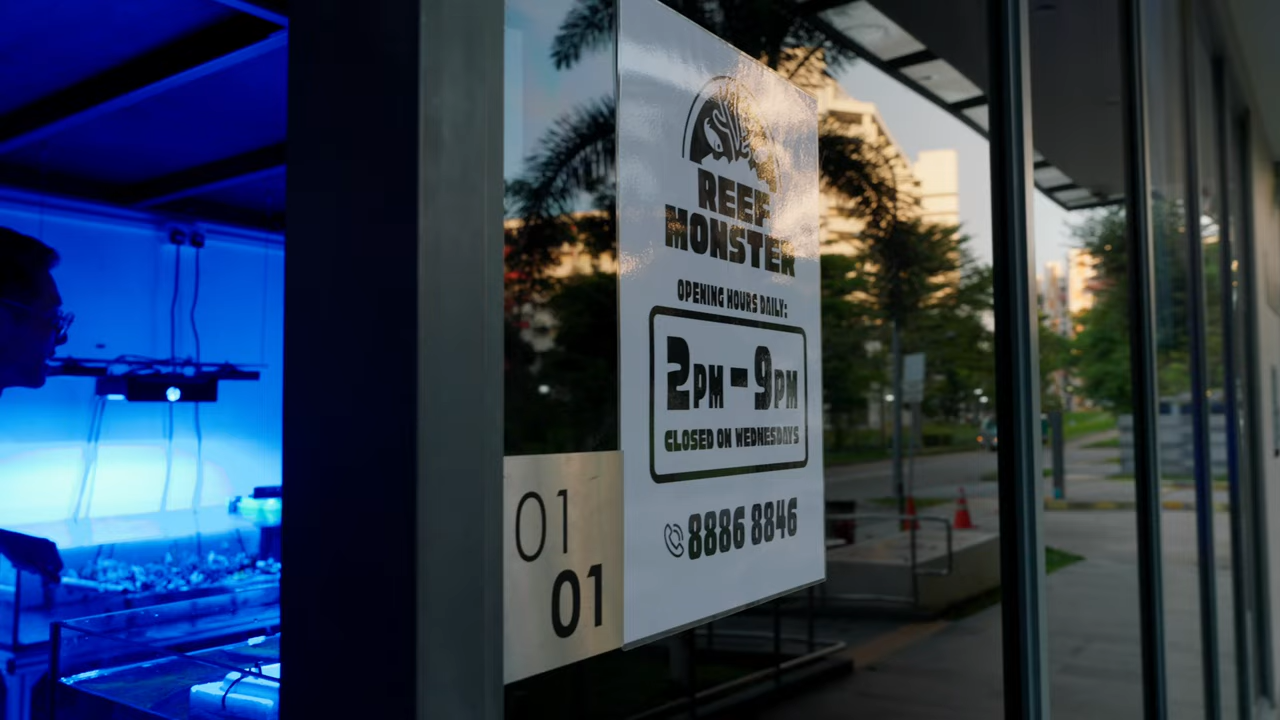 REEF
MONSTER
OPENING HOURS DAILY:
2PM-9PM
CLOSED ON WEDNESDAYS
8886 8846
01
01